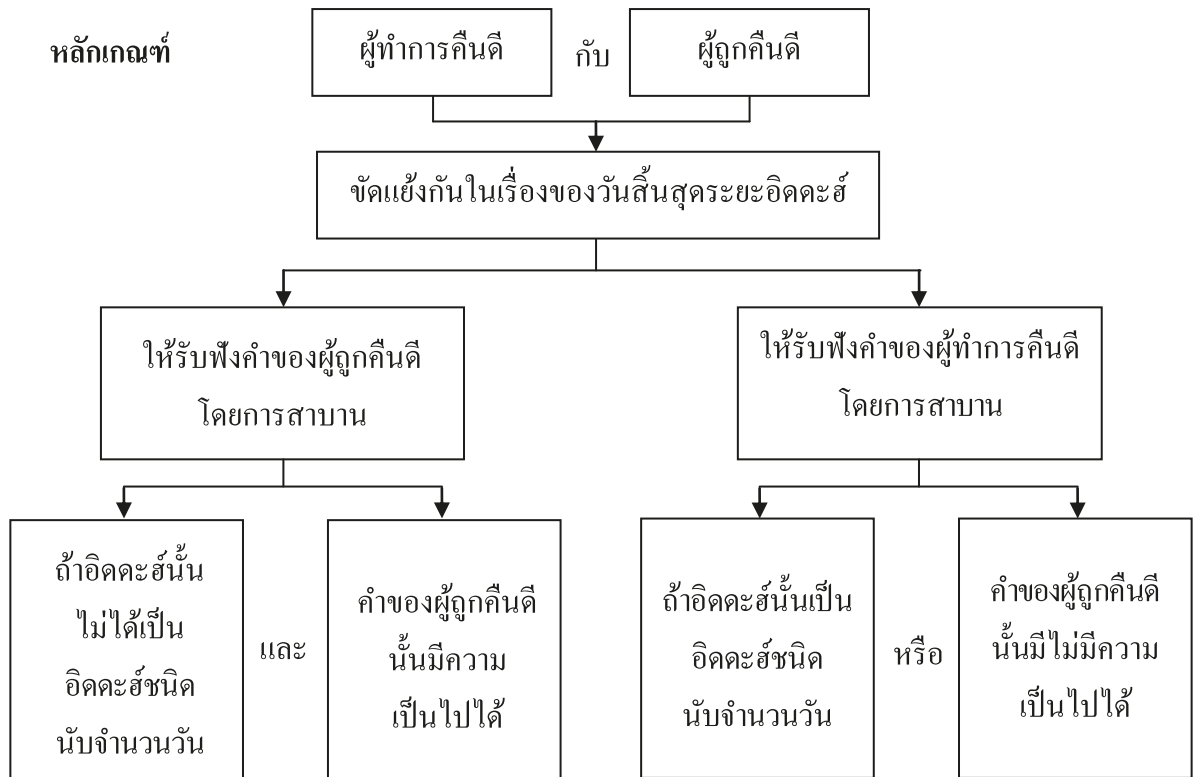 หลักเกณฑ์
ผู้ทำการคืนดี
กับ
ผู้ถูกคืนดี
ขัดแย้งกันในเรื่องของวันสิ้นสุดระยะอิดดะฮ์
ให้รับฟังคำของผู้ถูกคืนดี
โดยการสาบาน
ให้รับฟังคำของผู้ทำการคืนดี
โดยการสาบาน
ถ้าอิดดะฮ์นั้น
ไม่ได้เป็น
อิดดะฮ์ชนิด
นับจำนวนวัน
และ
คำของผู้ถูกคืนดี
นั้นมีความ
เป็นไปได้
ถ้าอิดดะฮ์นั้นเป็น
อิดดะฮ์ชนิด
นับจำนวนวัน
หรือ
คำของผู้ถูกคืนดี
นั้นมีไม่มีความ
เป็นไปได้